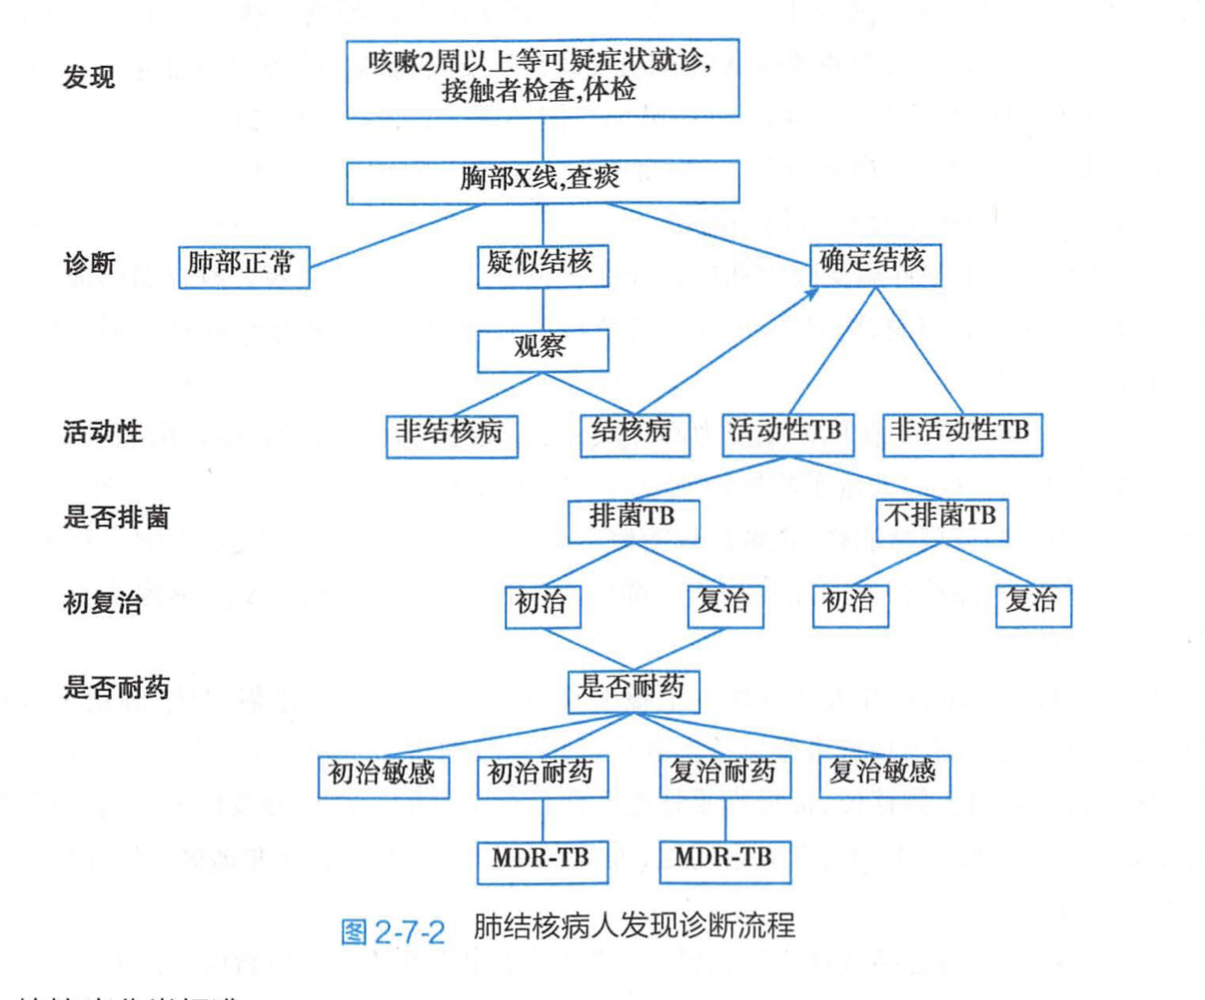 咳嗽2周以上等可疑症状就诊,
发现
接触者检查,体检
胸部X线,查痰
诊断
肺部正常
疑似结核
确定结核
观察
活动性
非结核病
结核病
活动性TB
非活动性TB
是否排菌
排菌TB
不排菌TB
初复治
初治
复治
初治
复治
是否耐药
是否耐药
初治敏感
初治耐药
复治耐药
复治敏感
MDR-TB
MDR-TB
图 2-7-2 肺结核病人发现诊断流程